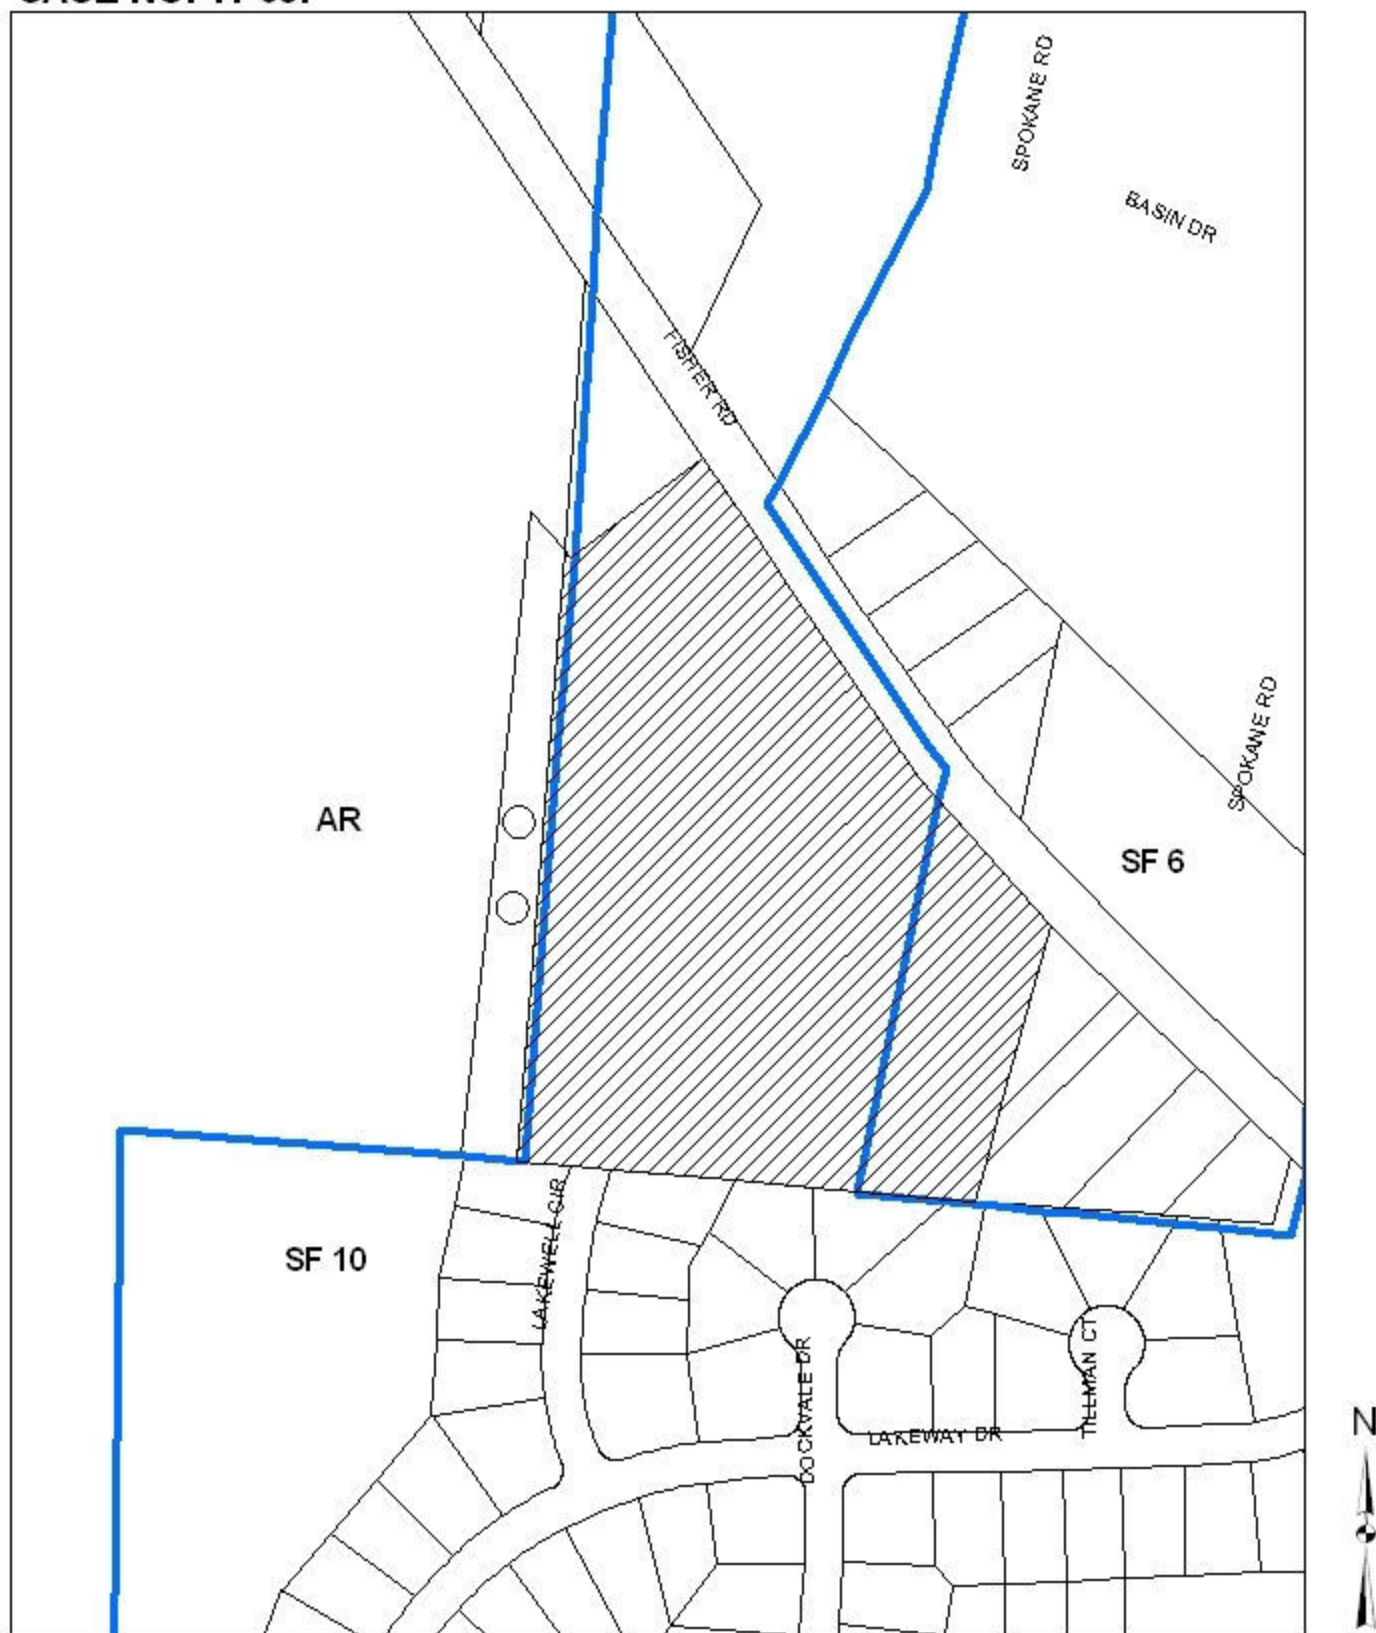 SPOKANE RD
BASIN DR
FISHER RD
SPOKANE RD
AR
SF 6
LAKEWELL CIR
SF 10
DOCKVALE DR
TILLMAN CT
LAKEWAY DR
N